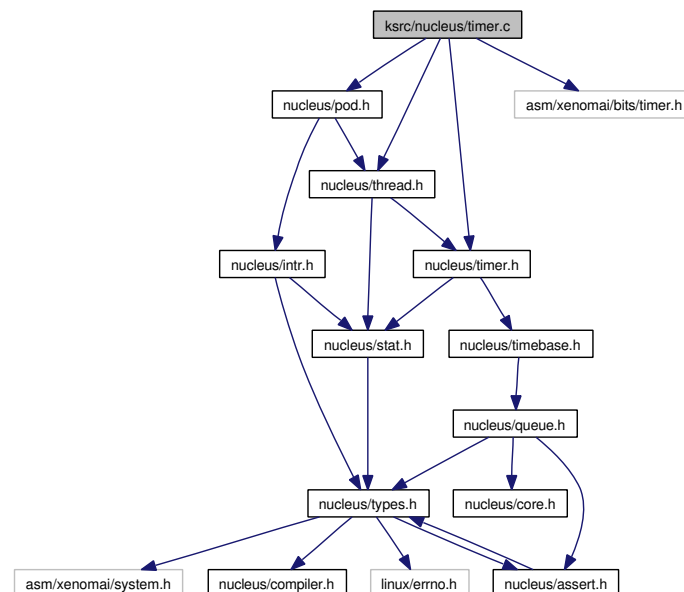 ksrc/nucleus/timer.c
nucleus/pod.h
asm/xenomai/bits/timer.h
nucleus/thread.h
nucleus/intr.h
nucleus/timer.h
nucleus/stat.h
nucleus/timebase.h
nucleus/queue.h
nucleus/types.h
nucleus/core.h
asm/xenomai/system.h
nucleus/compiler.h
linux/errno.h
nucleus/assert.h